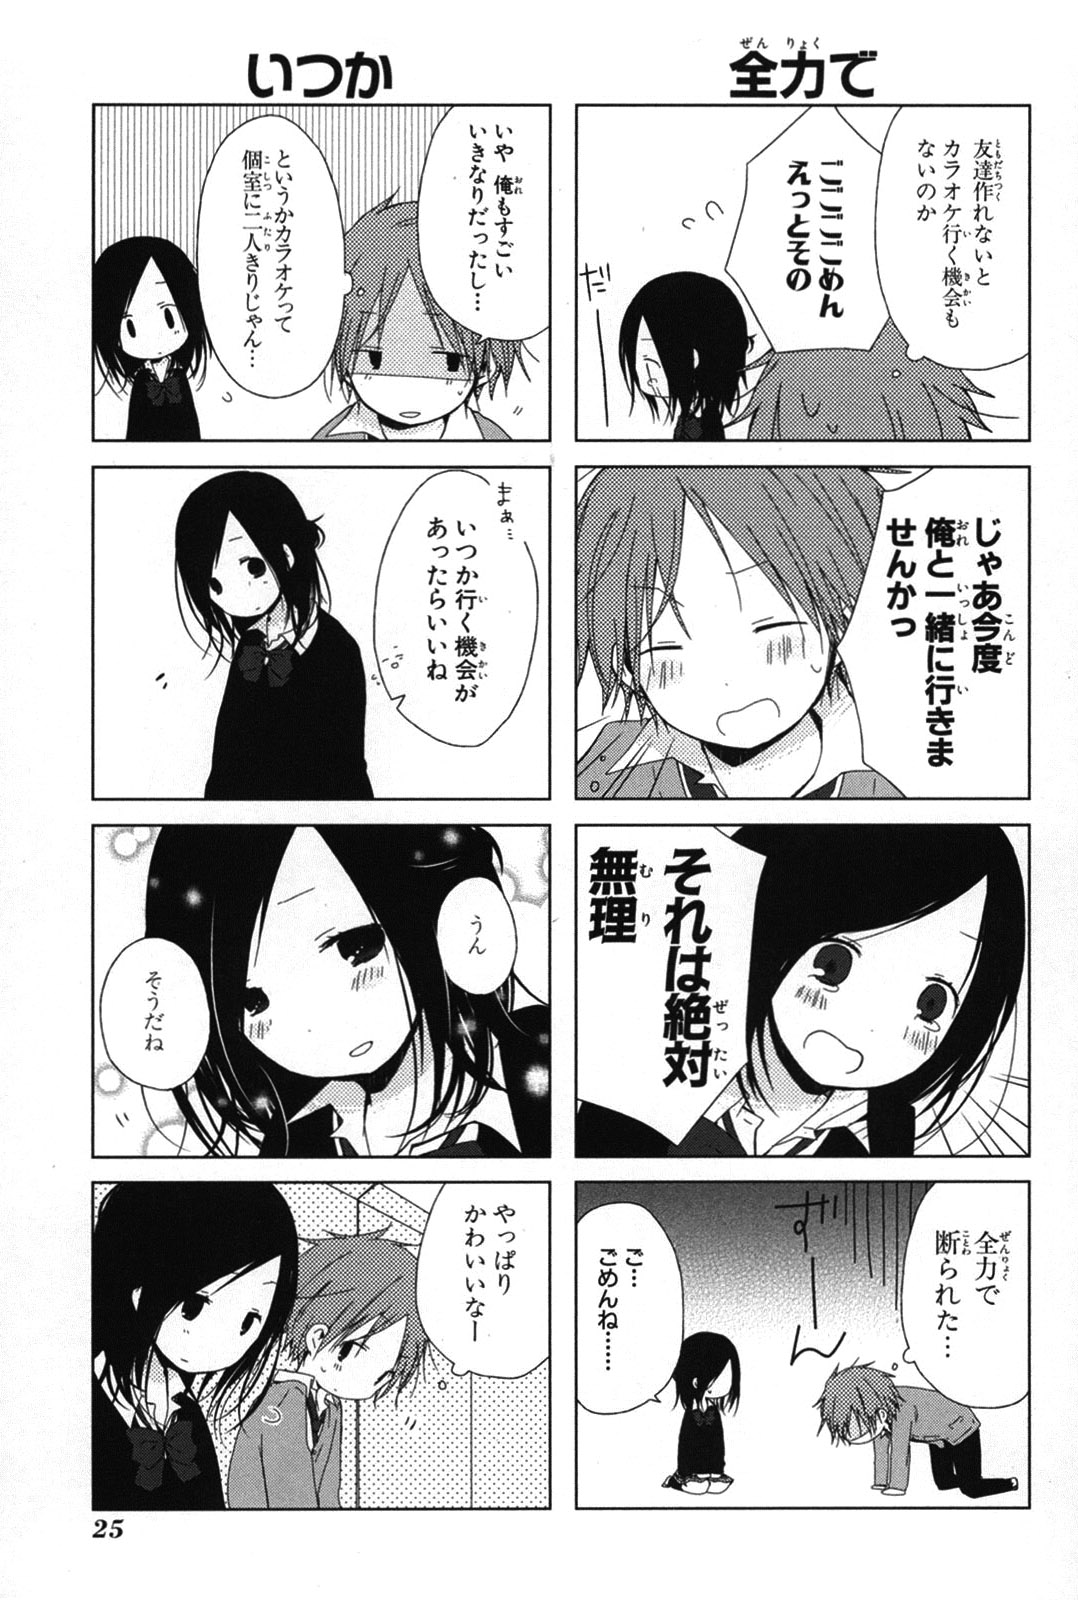 全力で
友達作れないと
カラオケ行く機会も
ないのか
ごごごごめん
えっとその
だー
じゃあ今度
俺と一緒に行きま
せんかっ
それは絶対
無理
全力で
断られた…
ずーん
ご…
ごめんね……
いつか
いや 俺もすごい
いきなりだったし…
というかカラオケって
個室に二人きりじゃん…
まぁ…
いつか行く機会が
あったらいいね
うん
そうだね
やっぱり
かわいいなー
25